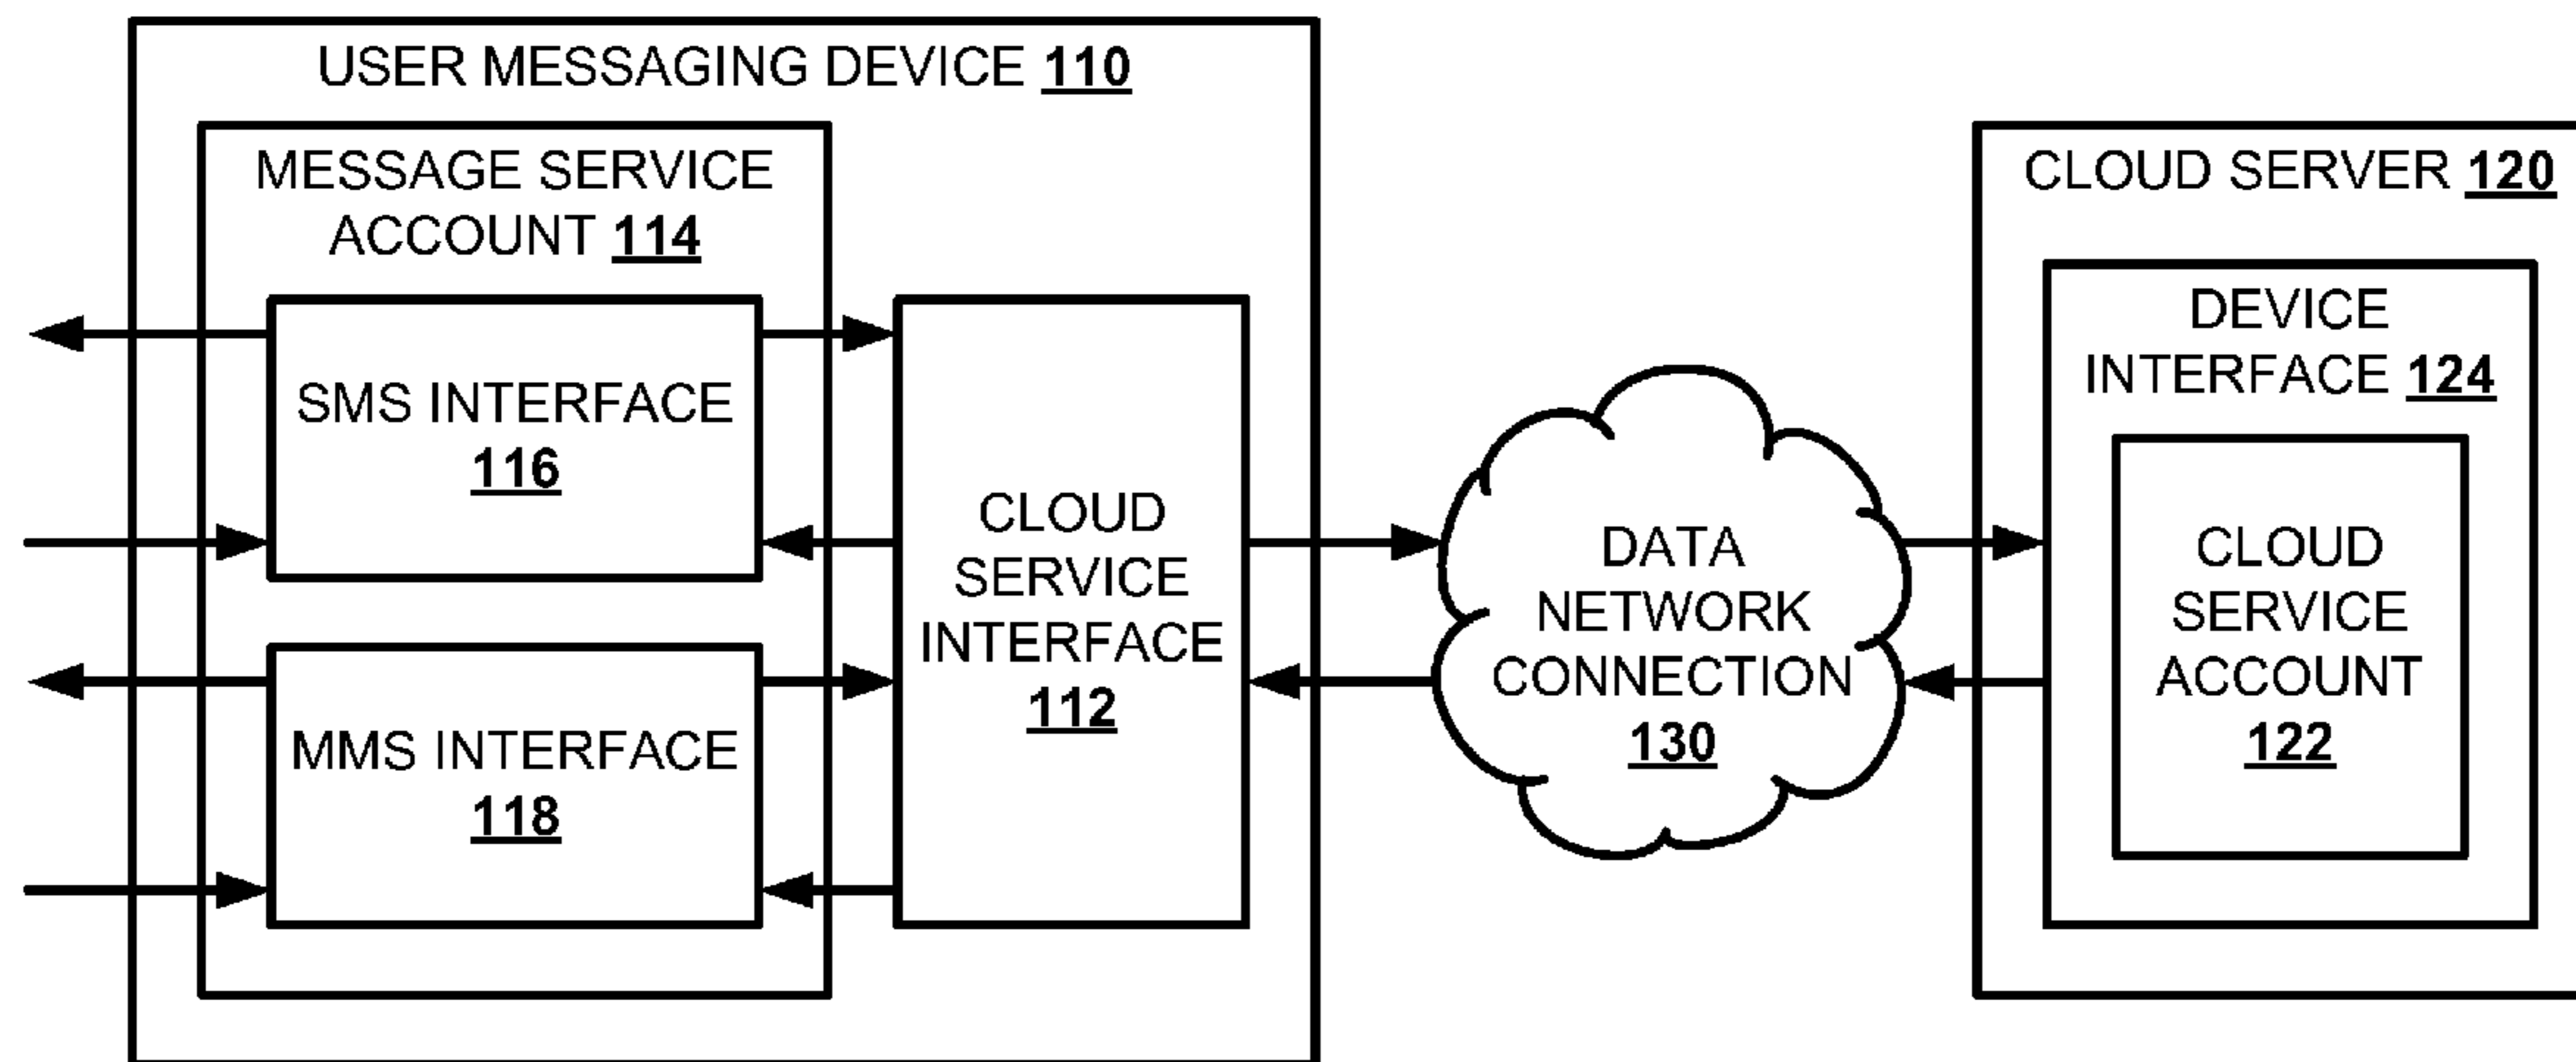 USER MESSAGING DEVICE 110
MESSAGE SERVICE
ACCOUNT 114
SMS INTERFACE
116
MMS INTERFACE
118
CLOUD
SERVICE
INTERFACE
112
DATA
NETWORK
CONNECTION
130
CLOUD SERVER 120
DEVICE
INTERFACE 124
CLOUD
SERVICE
ACCOUNT
122